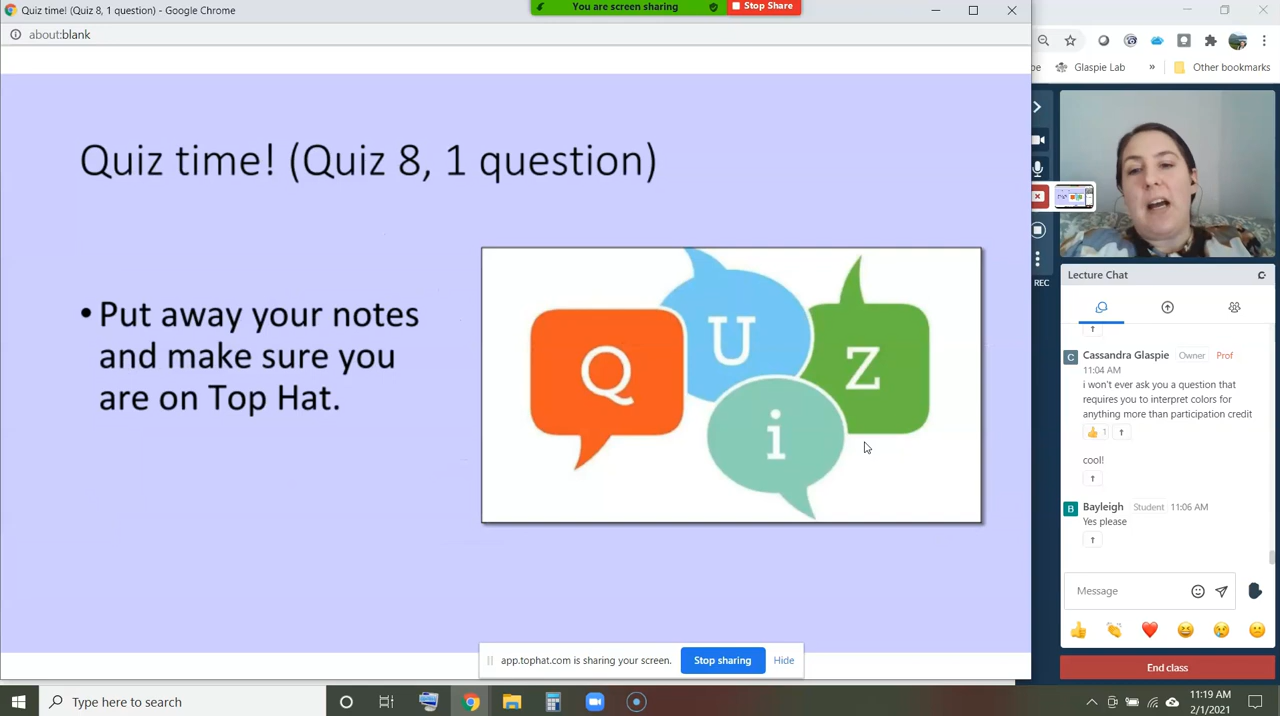 Quiz time! (Quiz 8, 1 question) - Google Chrome
You are screen sharing
Stop Share
about:blank
Glaspie Lab
»
Other bookmarks
Quiz time! (Quiz 8, 1 question)
• Put away your notes
and make sure you
are on Top Hat.
Q
U
i
Z
REC
Lecture Chat
C
Cassandra Glaspie Owner Prof
11:04 AM
i won't ever ask you a question that
requires you to interpret colors for
anything more than participation credit
1
cool!
B
Bayleigh Student 11:06 AM
Yes please
Message
End class
app.tophat.com is sharing your screen.
Stop sharing
Hide
Type here to search
11:19 AM
2/1/2021